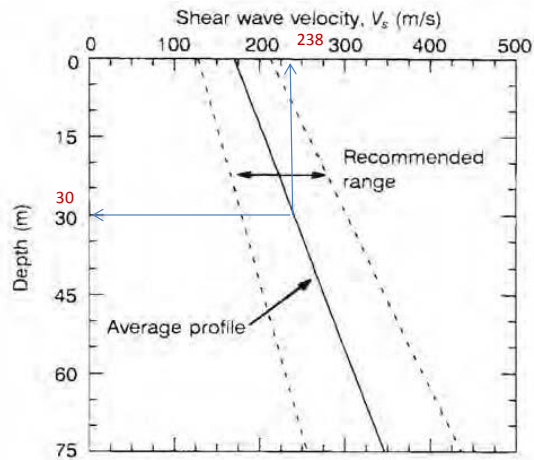 Shear wave velocity, Vs (m/s)
0 100 200 300 400 500
238
0
15
30
30
45
60
75
Depth (m)
Recommended
range
Average profile